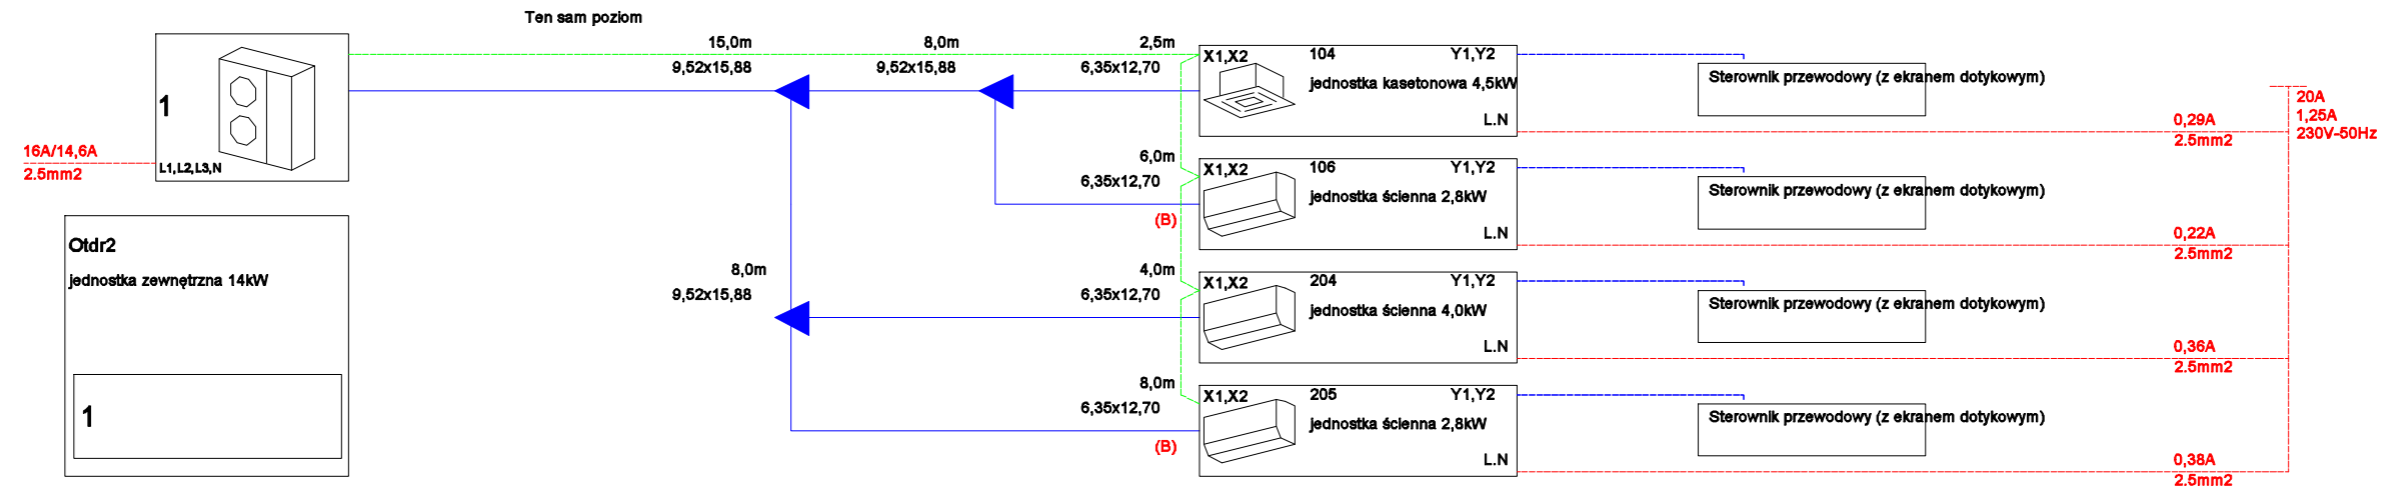 Ten sam poziom
1
L1,L2,L3,N
16A/14,6A
2.5mm2
Otdr2
jednostka zewnętrzna 14kW
1
15,0m
9,52x15,88
8,0m
9,52x15,88
2,5m
6,35x12,70
X1,X2
104
Y1,Y2
jednostka kasetonowa 4,5kW
L.N
Sterownik przewodowy (z ekranem dotykowym)
0,29A
2.5mm2
20A
1,25A
230V-50Hz
6,0m
6,35x12,70
(B)
X1,X2
106
Y1,Y2
jednostka ścienna 2,8kW
L.N
Sterownik przewodowy (z ekranem dotykowym)
0,22A
2.5mm2
8,0m
9,52x15,88
4,0m
6,35x12,70
X1,X2
204
Y1,Y2
jednostka ścienna 4,0kW
L.N
Sterownik przewodowy (z ekranem dotykowym)
0,36A
2.5mm2
8,0m
6,35x12,70
(B)
X1,X2
205
Y1,Y2
jednostka ścienna 2,8kW
L.N
Sterownik przewodowy (z ekranem dotykowym)
0,38A
2.5mm2